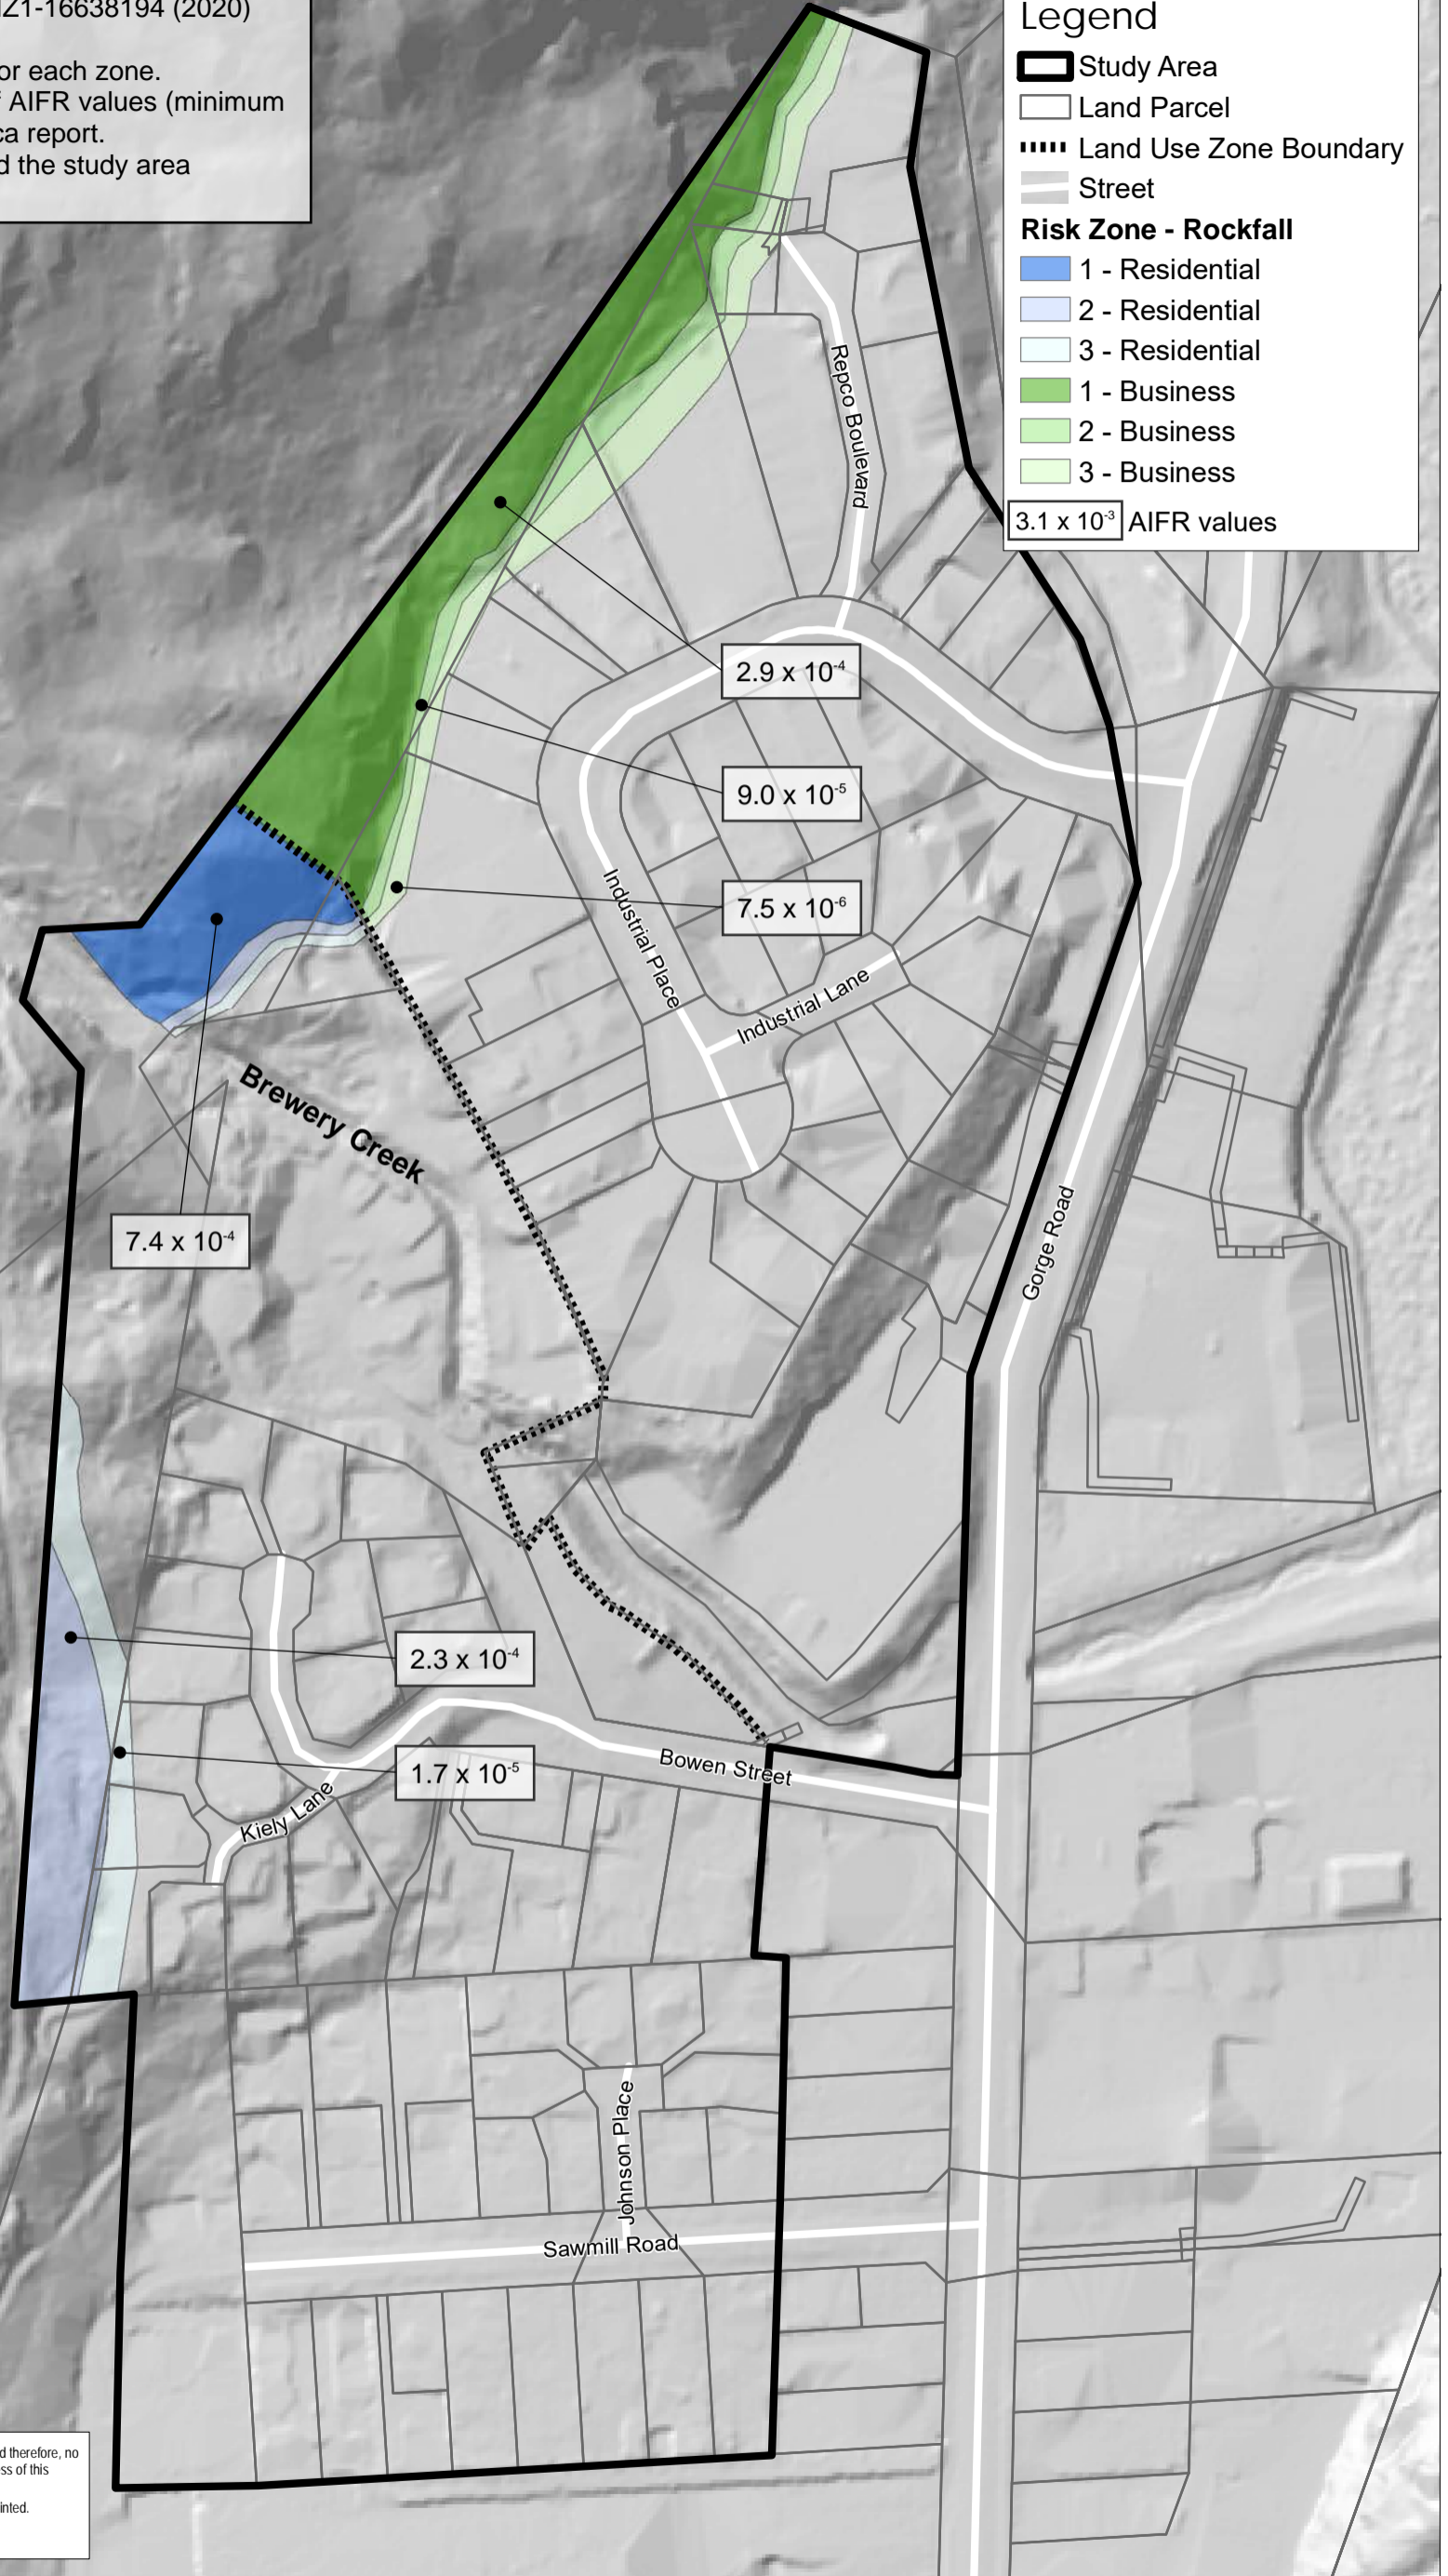 IZ1-16638194 (2020)
or each zone.
AIFR values (minimum
ca report.
d the study area
Legend
Study Area
Land Parcel
Land Use Zone Boundary
Street
Risk Zone - Rockfall
1 - Residential
2 - Residential
3 - Residential
1 - Business
2 - Business
3 - Business
3.1 x 10⁻³ AIFR values
Repco Boulevard
2.9 x 10⁻⁴
9.0 x 10⁻⁵
7.5 x 10⁻⁶
Industrial Place
Industrial Lane
Brewery Creek
7.4 x 10⁻⁴
Gorge Road
2.3 x 10⁻⁴
1.7 x 10⁻⁵
Bowen Street
Kiely Lane
Johnson Place
Sawmill Road
d therefore, no
ss of this
inted.